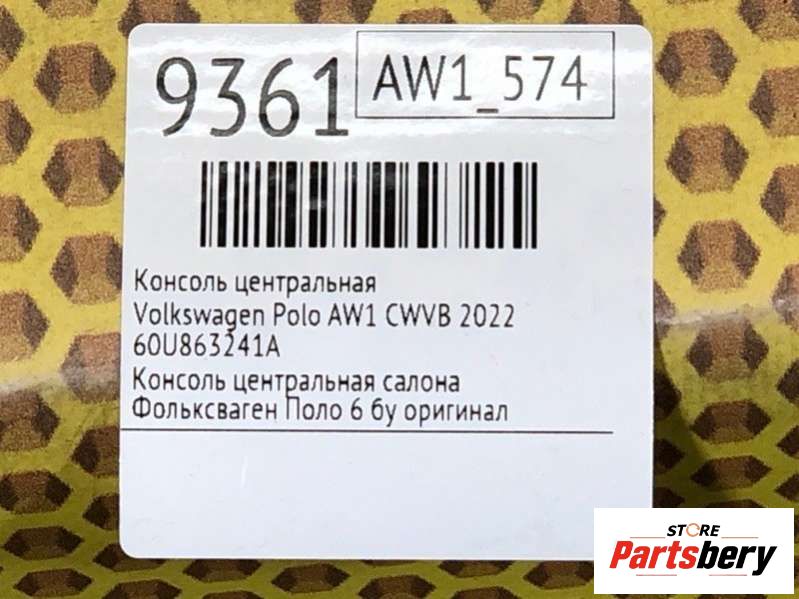 9361
AW1_574
Консоль центральная
Volkswagen Polo AW1 CWVB 2022
60U863241A
Консоль центральная салона
Фольксваген Поло 6 бу оригинал
STORE
Partsbery